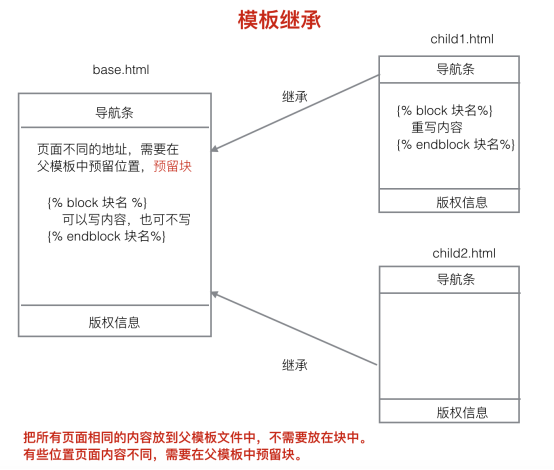 模板继承
base.html
导航条
页面不同的地址，需要在
父模板中预留位置，预留块
{% block 块名 %}
可以写内容，也可不写
{% endblock 块名%}
版权信息
继承
继承
child1.html
导航条
{% block 块名%}
重写内容
{% endblock 块名%}
版权信息
child2.html
导航条
版权信息
把所有页面相同的内容放到父模板文件中，不需要放在块中。
有些位置页面内容不同，需要在父模板中预留块。